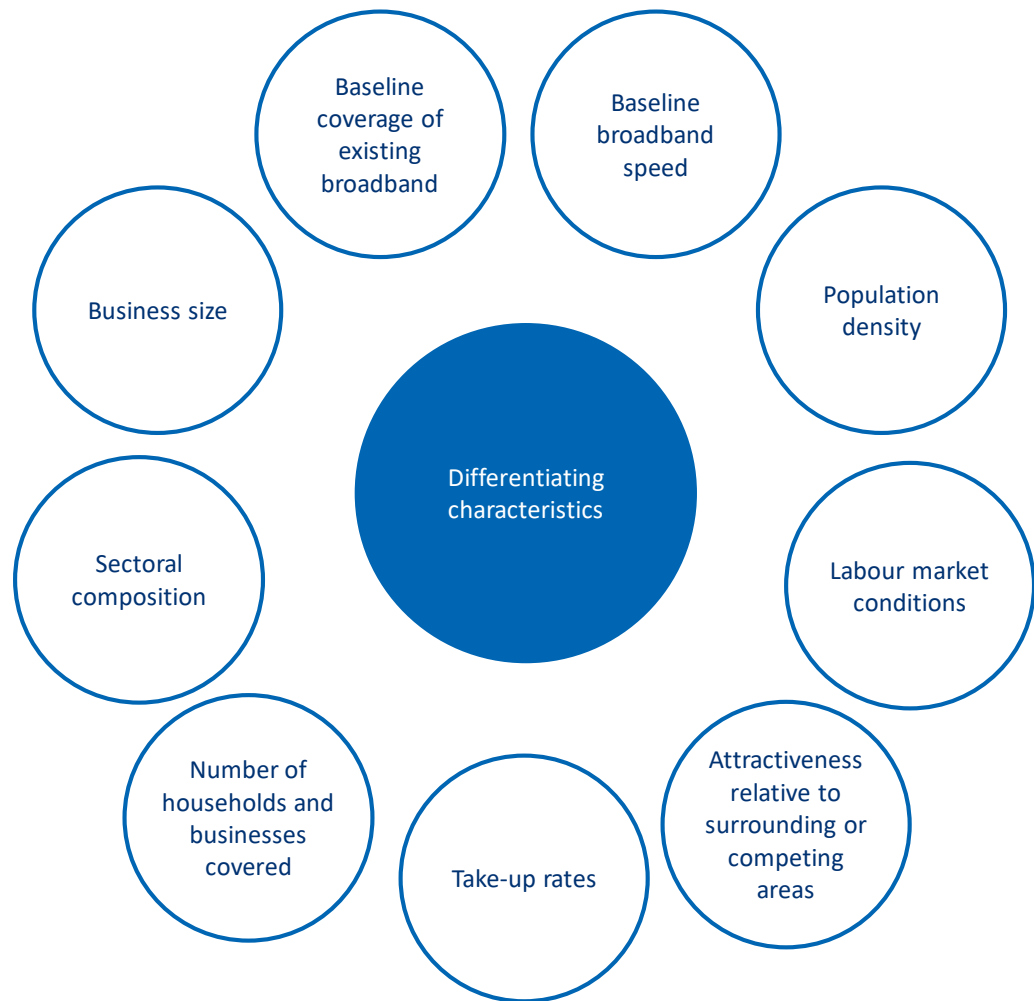 Baseline
coverage of
existing
broadband
Baseline
broadband
speed
Business size
Population
density
Differentiating
characteristics
Sectoral
composition
Labour market
conditions
Number of
households and
businesses
covered
Take-up rates
Attractiveness
relative to
surrounding or
competing
areas